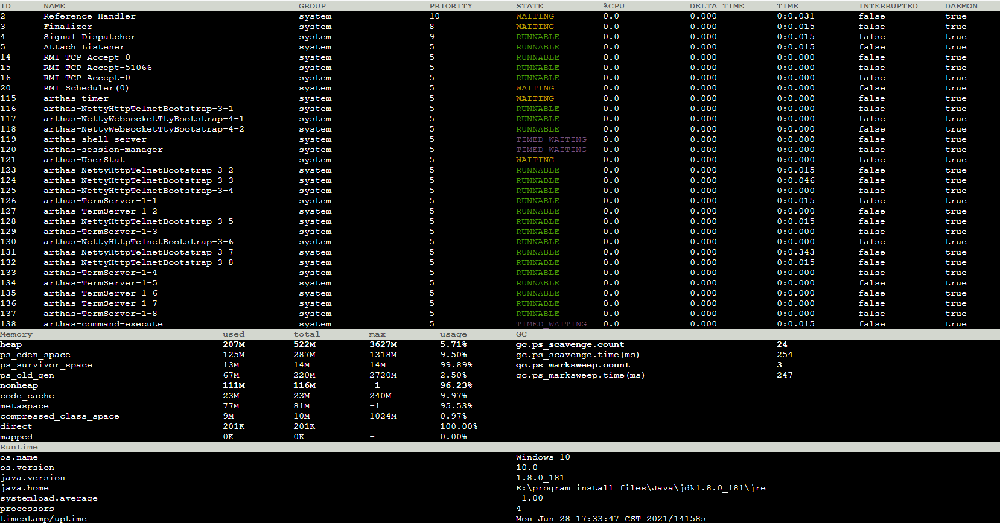 ID NAME GROUP PRIORITY STATE %CPU DELTA_TIME TIME INTERRUPTED DAEMON
2 Reference Handler system 10 WAITING 0.0 0.000 0:0.031 false true
3 Finalizer system 8 WAITING 0.0 0.000 0:0.015 false true
4 Signal Dispatcher system 9 RUNNABLE 0.0 0.000 0:0.015 false true
5 Attach Listener system 5 RUNNABLE 0.0 0.000 0:0.015 false true
14 RMI TCP Accept-0 system 5 RUNNABLE 0.0 0.000 0:0.000 false true
15 RMI TCP Accept-51066 system 5 RUNNABLE 0.0 0.000 0:0.000 false true
16 RMI TCP Accept-0 system 5 RUNNABLE 0.0 0.000 0:0.000 false true
20 RMI Scheduler(0) system 5 WAITING 0.0 0.000 0:0.000 false true
115 arthas-timer system 5 WAITING 0.0 0.000 0:0.000 false true
116 arthas-NettyHttpTelnetBootstrap-3-1 system 5 RUNNABLE 0.0 0.000 0:0.000 false true
117 arthas-NettyWebsocketTtyBootstrap-4-1 system 5 RUNNABLE 0.0 0.000 0:0.000 false true
118 arthas-NettyWebsocketTtyBootstrap-4-2 system 5 RUNNABLE 0.0 0.000 0:0.000 false true
119 arthas-shell-server system 5 TIMED_WAITING 0.0 0.000 0:0.000 false true
120 arthas-session-manager system 5 TIMED_WAITING 0.0 0.000 0:0.000 false true
121 arthas-UserStat system 5 WAITING 0.0 0.000 0:0.000 false true
123 arthas-NettyHttpTelnetBootstrap-3-2 system 5 RUNNABLE 0.0 0.000 0:0.015 false true
124 arthas-NettyHttpTelnetBootstrap-3-3 system 5 RUNNABLE 0.0 0.000 0:0.046 false true
125 arthas-NettyHttpTelnetBootstrap-3-4 system 5 RUNNABLE 0.0 0.000 0:0.000 false true
126 arthas-TermServer-1-1 system 5 RUNNABLE 0.0 0.000 0:0.015 false true
127 arthas-TermServer-1-2 system 5 RUNNABLE 0.0 0.000 0:0.000 false true
128 arthas-NettyHttpTelnetBootstrap-3-5 system 5 RUNNABLE 0.0 0.000 0:0.015 false true
129 arthas-TermServer-1-3 system 5 RUNNABLE 0.0 0.000 0:0.000 false true
130 arthas-NettyHttpTelnetBootstrap-3-6 system 5 RUNNABLE 0.0 0.000 0:0.000 false true
131 arthas-NettyHttpTelnetBootstrap-3-7 system 5 RUNNABLE 0.0 0.000 0:0.343 false true
132 arthas-NettyHttpTelnetBootstrap-3-8 system 5 RUNNABLE 0.0 0.000 0:0.015 false true
133 arthas-TermServer-1-4 system 5 RUNNABLE 0.0 0.000 0:0.000 false true
134 arthas-TermServer-1-5 system 5 RUNNABLE 0.0 0.000 0:0.000 false true
135 arthas-TermServer-1-6 system 5 RUNNABLE 0.0 0.000 0:0.000 false true
136 arthas-TermServer-1-7 system 5 RUNNABLE 0.0 0.000 0:0.000 false true
137 arthas-TermServer-1-8 system 5 RUNNABLE 0.0 0.000 0:0.000 false true
138 arthas-command-execute system 5 TIMED_WAITING 0.0 0.000 0:0.015 false true
Memory used total max usage GC
heap 207M 522M 3627M 5.71% gc.ps_scavenge.count 24
ps_eden_space 125M 287M 1318M 9.50% gc.ps_scavenge.time(ms) 254
ps_survivor_space 13M 14M 14M 99.89% gc.ps_marksweep.count 3
ps_old_gen 67M 220M 2720M 2.50% gc.ps_marksweep.time(ms) 247
nonheap 111M 116M -1 96.23%
code_cache 23M 23M 240M 9.97%
metaspace 77M 81M -1 95.53%
compressed_class_space 9M 10M 1024M 0.97%
direct 201K 201K - 100.00%
mapped 0K 0K - 0.00%
Runtime
os.name Windows 10
os.version 10.0
java.version 1.8.0_181
java.home E:\program install files\Java\jdk1.8.0_181\jre
systemload.average -1.00
processors 4
timestamp/uptime Mon Jun 28 17:33:47 CST 2021/14158s